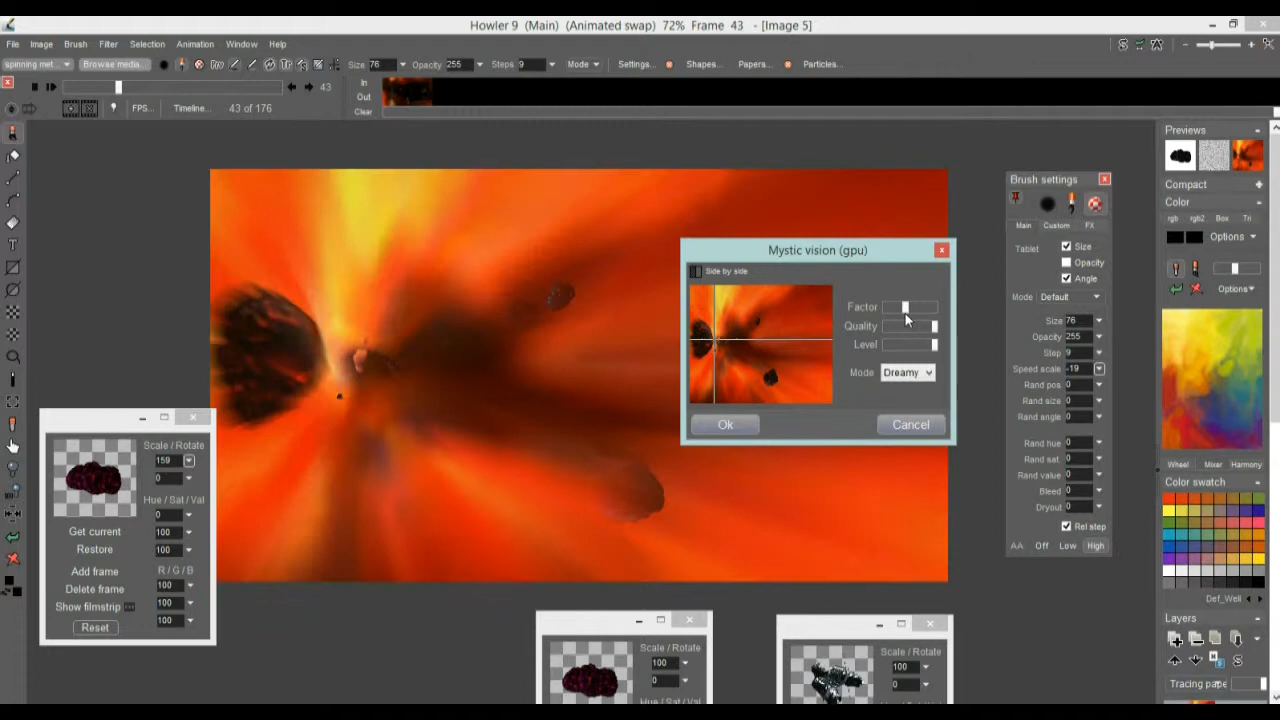 Howler 9 (Main) (Animated swap) 72% Frame 43 - [Image 5]
File Image Brush Filter Selection Animation Window Help
spinning met... Browse media... Size 76 Opacity 255 Steps 9 Mode Settings... Shapes... Papers... Particles...
In
43
Out
FPS... Timeline... 43 of 176
Clear
Previews
Compact
Color
rgb rgb2 Box Tri
Options
Options
Wheel Mixer Harmony
Color swatch
Def_Well
Layers
Tracing pape
Brush settings
Main Custom FX
Tablet Size
Opacity
Angle
Mode Default
Size 76
Opacity 255
Step 9
Speed scale -19
Rand pos 0
Rand size 0
Rand angle 0
Rand hue 0
Rand sat. 0
Rand value 0
Bleed 0
Dryout 0
Rel step
AA Off Low High
Mystic vision (gpu)
Side by side
Factor
Quality
Level
Mode Dreamy
Ok Cancel
Scale / Rotate
159
0
Hue / Sat / Val
0
Get current 100
Restore 100
Add frame R / G / B
Delete frame 100
Show filmstrip 100
Reset 100
Scale / Rotate
100
0
Scale / Rotate
100
0